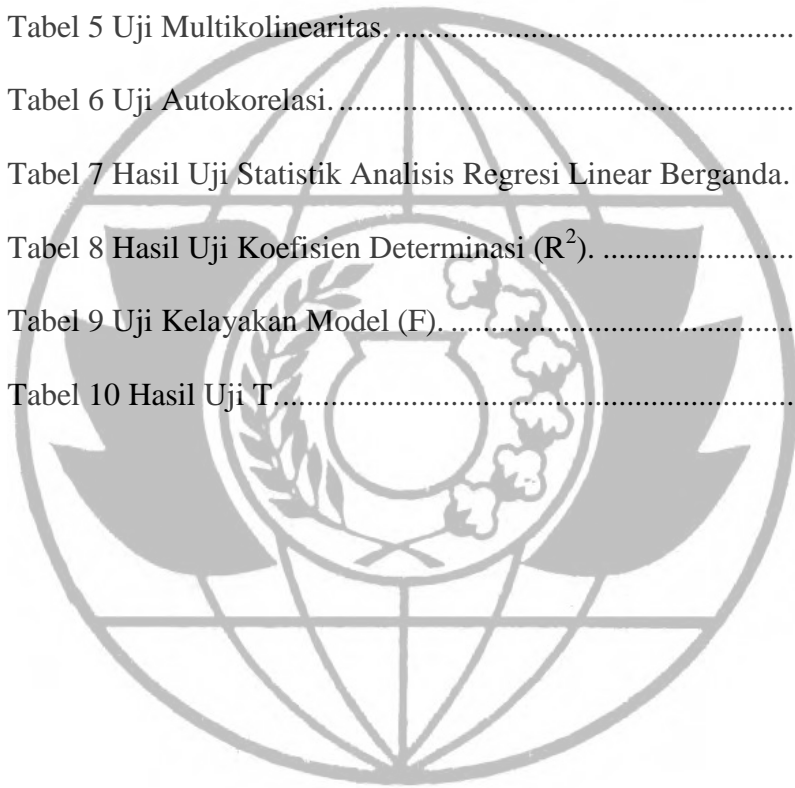 Tabel 5 Uji Multikolinearitas. ....................................................
Tabel 6 Uji Autokorelasi. ...........................................................
Tabel 7 Hasil Uji Statistik Analisis Regresi Linear Berganda.
Tabel 8 Hasil Uji Koefisien Determinasi (R²). ........................
Tabel 9 Uji Kelayakan Model (F). ............................................
Tabel 10 Hasil Uji T. ..................................................................